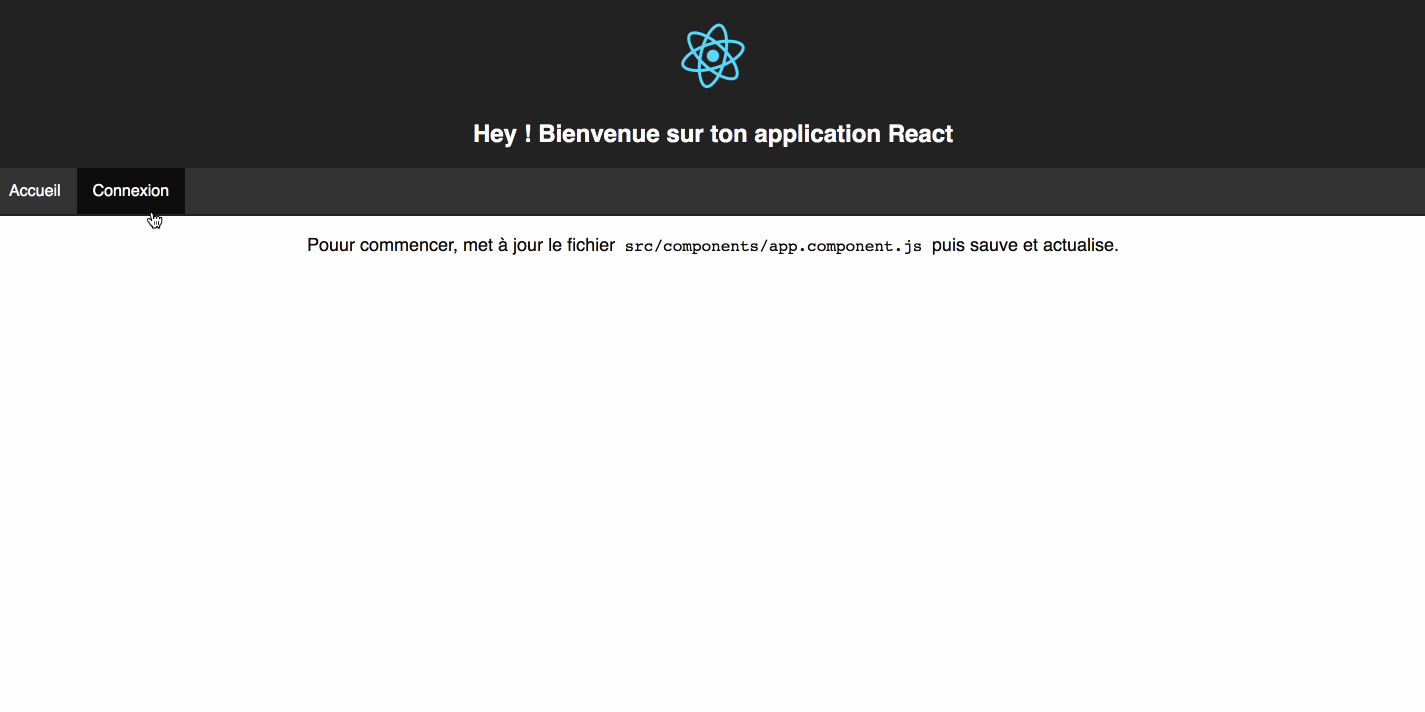 Hey ! Bienvenue sur ton application React
Accueil Connexion
Pouur commencer, met à jour le fichier src/components/app.component.js puis sauve et actualise.